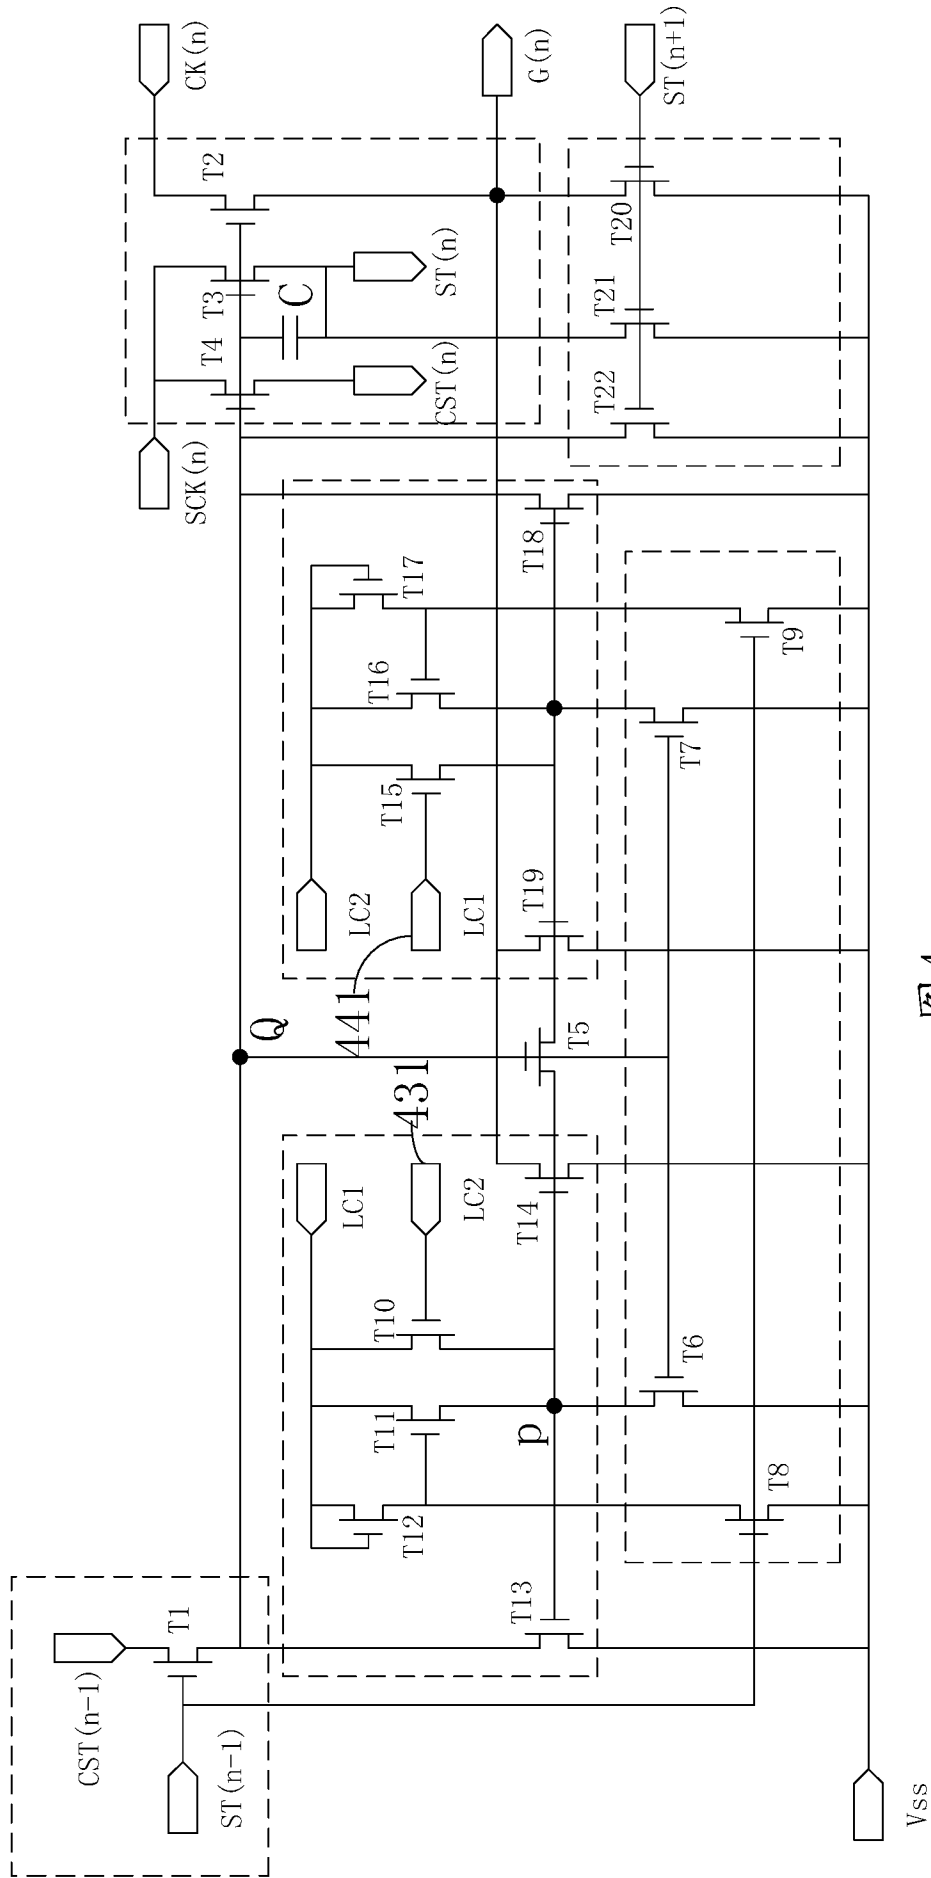 CST(n-1)
T1
ST(n-1)
SCK(n)
CK(n)
T4
T3
T2
C
CST(n)
ST(n)
G(n)
Q
LC1
431
LC2
T12
T11
T10
T13
p
T14
T5
441
LC2
LC1
T15
T16
T17
T19
T18
T22
T21
T20
ST(n+1)
T8
T6
T7
T9
Vss